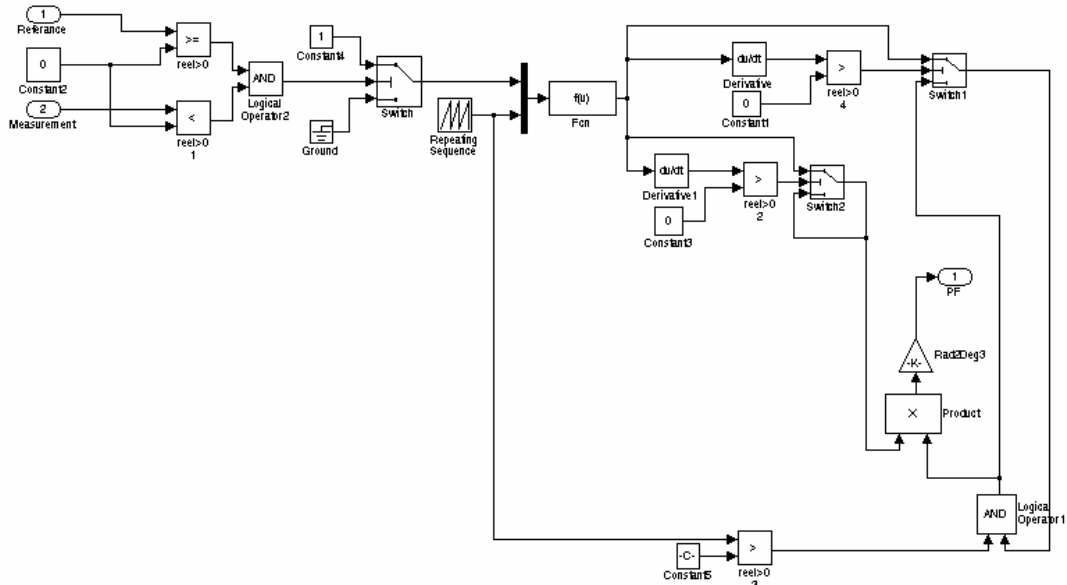 1
Referance
>=
reel>0
0
Constant2
2
Measurement
<
reel>0
1
AND
Logical
Operator2
1
Constant4
Switch
Ground
Repeating
Sequence
f(u)
Fcn
du/dt
Derivative
0
Constant1
>
reel>0
4
Switch1
du/dt
Derivative1
0
Constant3
>
reel>0
2
Switch2
1
PF
-K-
Rad2Deg3
×
Product
AND
Logical
Operator1
-C-
Constant5
>
reel>0